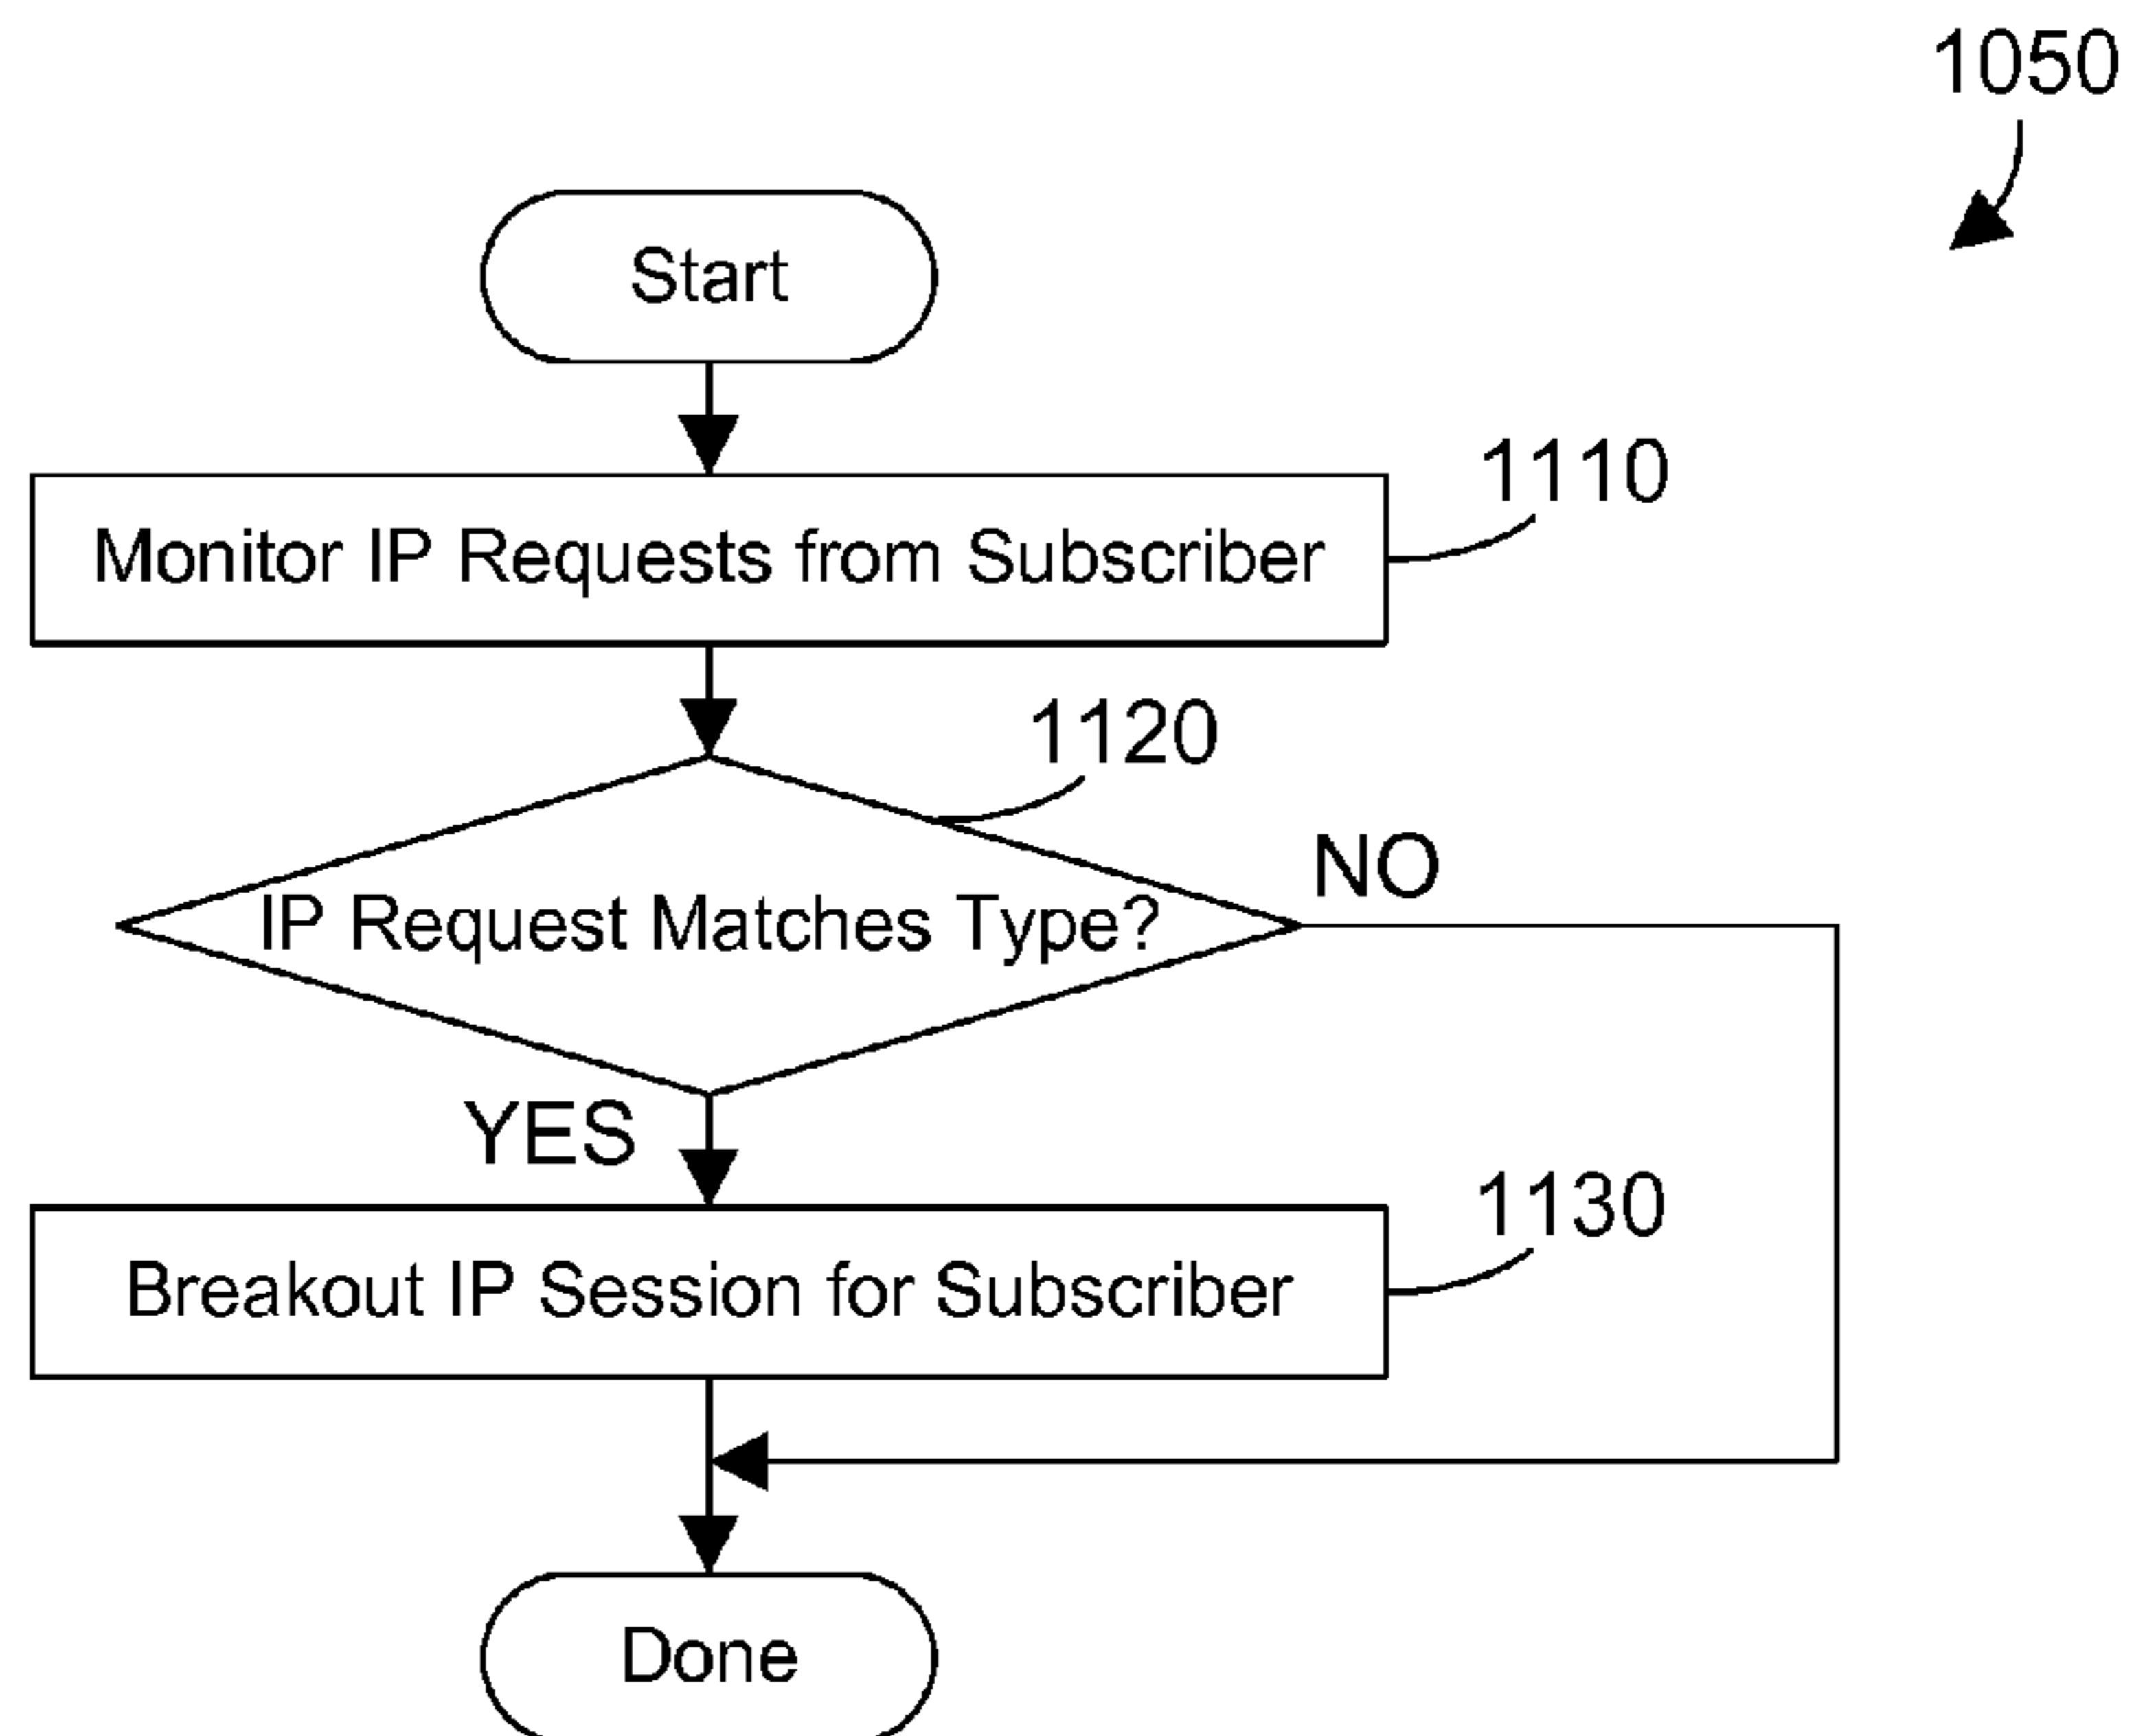 1050
Start
1110
Monitor IP Requests from Subscriber
1120
NO
IP Request Matches Type?
YES
1130
Breakout IP Session for Subscriber
Done